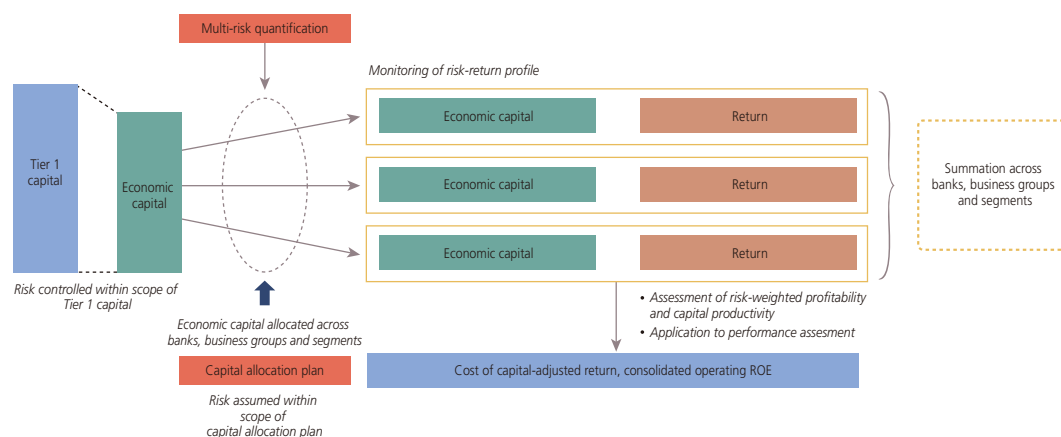 Multi-risk quantification
Monitoring of risk-return profile
Tier 1
capital
Economic
capital
Economic capital
Return
Economic capital
Return
Economic capital
Return
Summation across
banks, business groups
and segments
Risk controlled within scope of
Tier 1 capital
Economic capital allocated across
banks, business groups and segments
• Assessment of risk-weighted profitability
and capital productivity
• Application to performance assesment
Capital allocation plan
Cost of capital-adjusted return, consolidated operating ROE
Risk assumed within
scope of
capital allocation plan